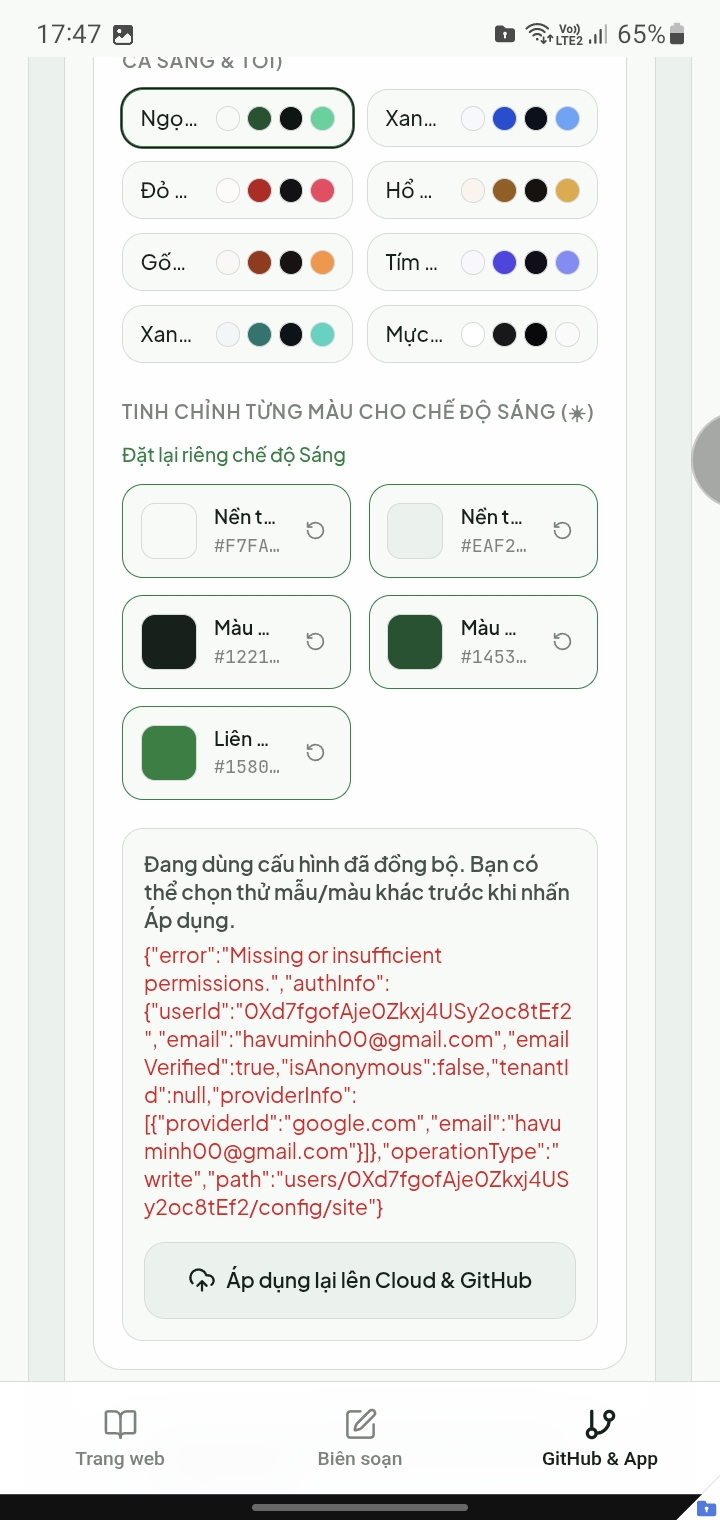 17:47
Vo)) LTE2
65%
CẢ SÁNG & TỐI)
Ngọ...
Xan...
Đỏ ...
Hổ ...
Gố...
Tím ...
Xan...
Mực...
TINH CHỈNH TỪNG MÀU CHO CHẾ ĐỘ SÁNG (☀)
Đặt lại riêng chế độ Sáng
Nền t...
#F7FA...
Nền t...
#EAF2...
Màu ...
#1221...
Màu ...
#1453...
Liên ...
#1580...
Đang dùng cấu hình đã đồng bộ. Bạn có
thể chọn thử mẫu/màu khác trước khi nhấn
Áp dụng.
{"error":"Missing or insufficient
permissions.","authInfo":
{"userId":"0Xd7fgofAje0Zkxj4USy2oc8tEf2
","email":"havuminh00@gmail.com","email
Verified":true,"isAnonymous":false,"tenantI
d":null,"providerInfo":
[{"providerId":"google.com","email":"havu
minh00@gmail.com"}]},"operationType":"
write","path":"users/0Xd7fgofAje0Zkxj4US
y2oc8tEf2/config/site"}
Áp dụng lại lên Cloud & GitHub
Trang web
Biên soạn
GitHub & App